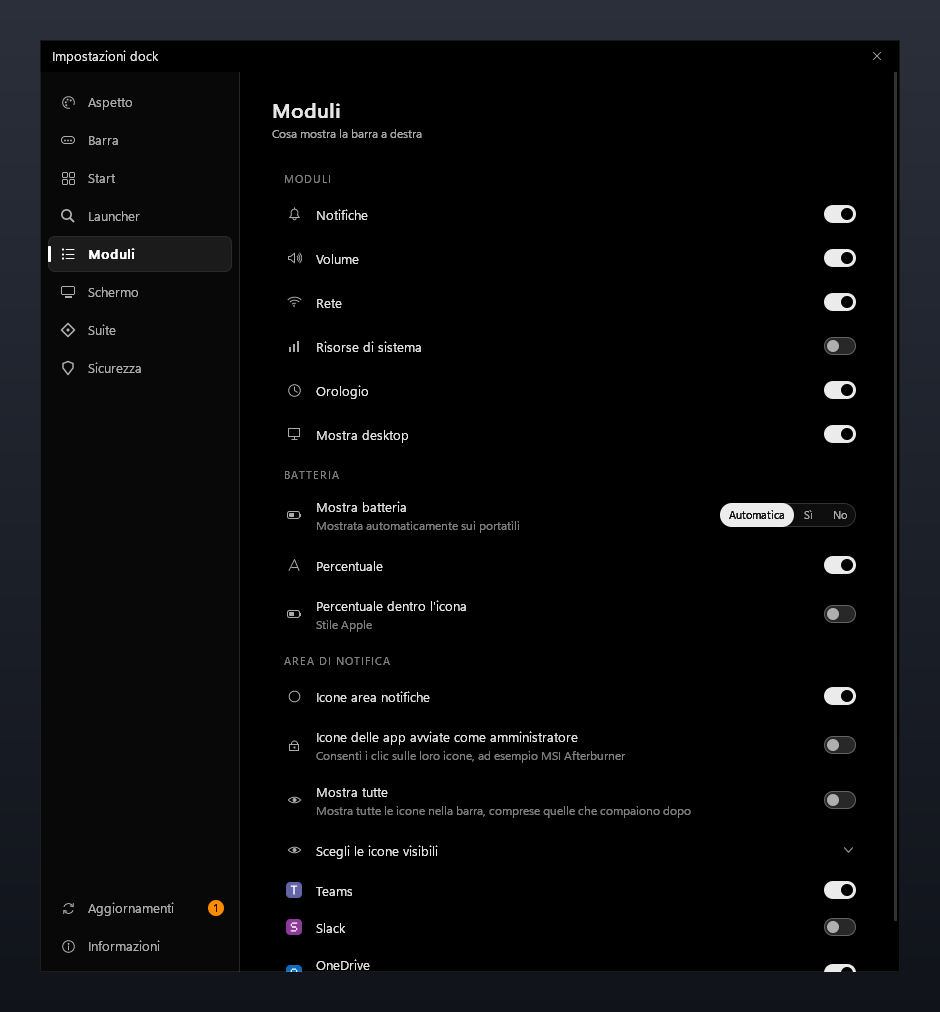 Impostazioni dock
Aspetto
Barra
Start
Launcher
Moduli
Schermo
Suite
Sicurezza
Aggiornamenti
1
Informazioni
Moduli
Cosa mostra la barra a destra
MODULI
Notifiche
Volume
Rete
Risorse di sistema
Orologio
Mostra desktop
BATTERIA
Mostra batteria
Mostrata automaticamente sui portatili
Automatica Sì No
Percentuale
Percentuale dentro l'icona
Stile Apple
AREA DI NOTIFICA
Icone area notifiche
Icone delle app avviate come amministratore
Consenti i clic sulle loro icone, ad esempio MSI Afterburner
Mostra tutte
Mostra tutte le icone nella barra, comprese quelle che compaiono dopo
Scegli le icone visibili
T Teams
S Slack
OneDrive